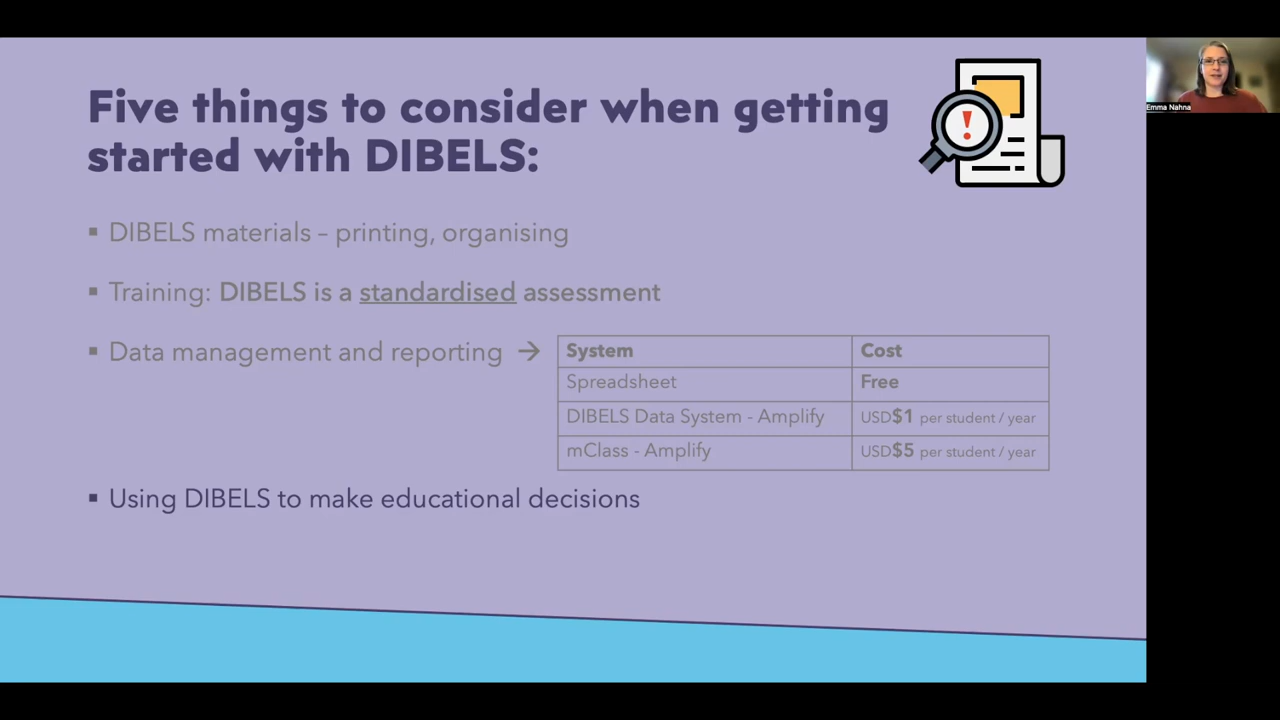 Five things to consider when getting
started with DIBELS:
▪ DIBELS materials – printing, organising
▪ Training: DIBELS is a standardised assessment
▪ Data management and reporting →
System Cost
Spreadsheet Free
DIBELS Data System - Amplify USD$1 per student / year
mClass - Amplify USD$5 per student / year
▪ Using DIBELS to make educational decisions
Emma Nahna